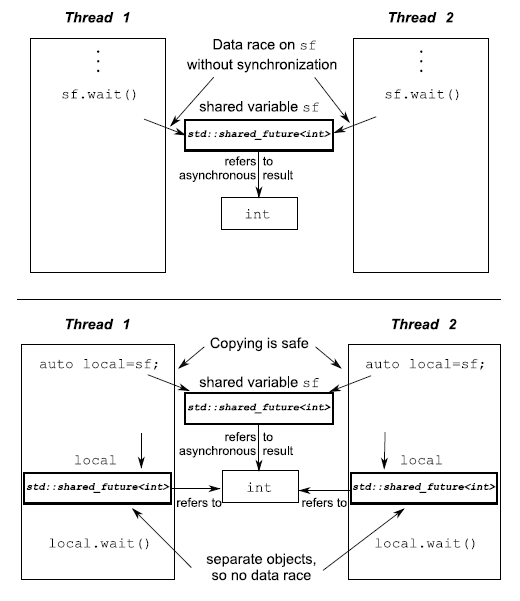 Thread 1
Thread 2
Data race on sf
without synchronization
sf.wait()
sf.wait()
shared variable sf
std::shared_future<int>
refers to
asynchronous result
int
Thread 1
Thread 2
Copying is safe
auto local=sf;
auto local=sf;
shared variable sf
std::shared_future<int>
refers to
asynchronous result
local
local
std::shared_future<int>
int
std::shared_future<int>
refers to
refers to
local.wait()
local.wait()
separate objects,
so no data race